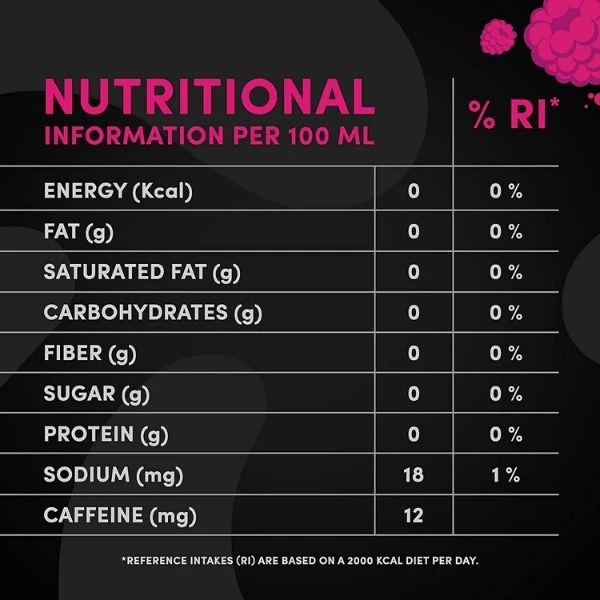 NUTRITIONAL
INFORMATION PER 100 ML
% RI*
ENERGY (Kcal) 0 0 %
FAT (g) 0 0 %
SATURATED FAT (g) 0 0 %
CARBOHYDRATES (g) 0 0 %
FIBER (g) 0 0 %
SUGAR (g) 0 0 %
PROTEIN (g) 0 0 %
SODIUM (mg) 18 1 %
CAFFEINE (mg) 12
*REFERENCE INTAKES (RI) ARE BASED ON A 2000 KCAL DIET PER DAY.